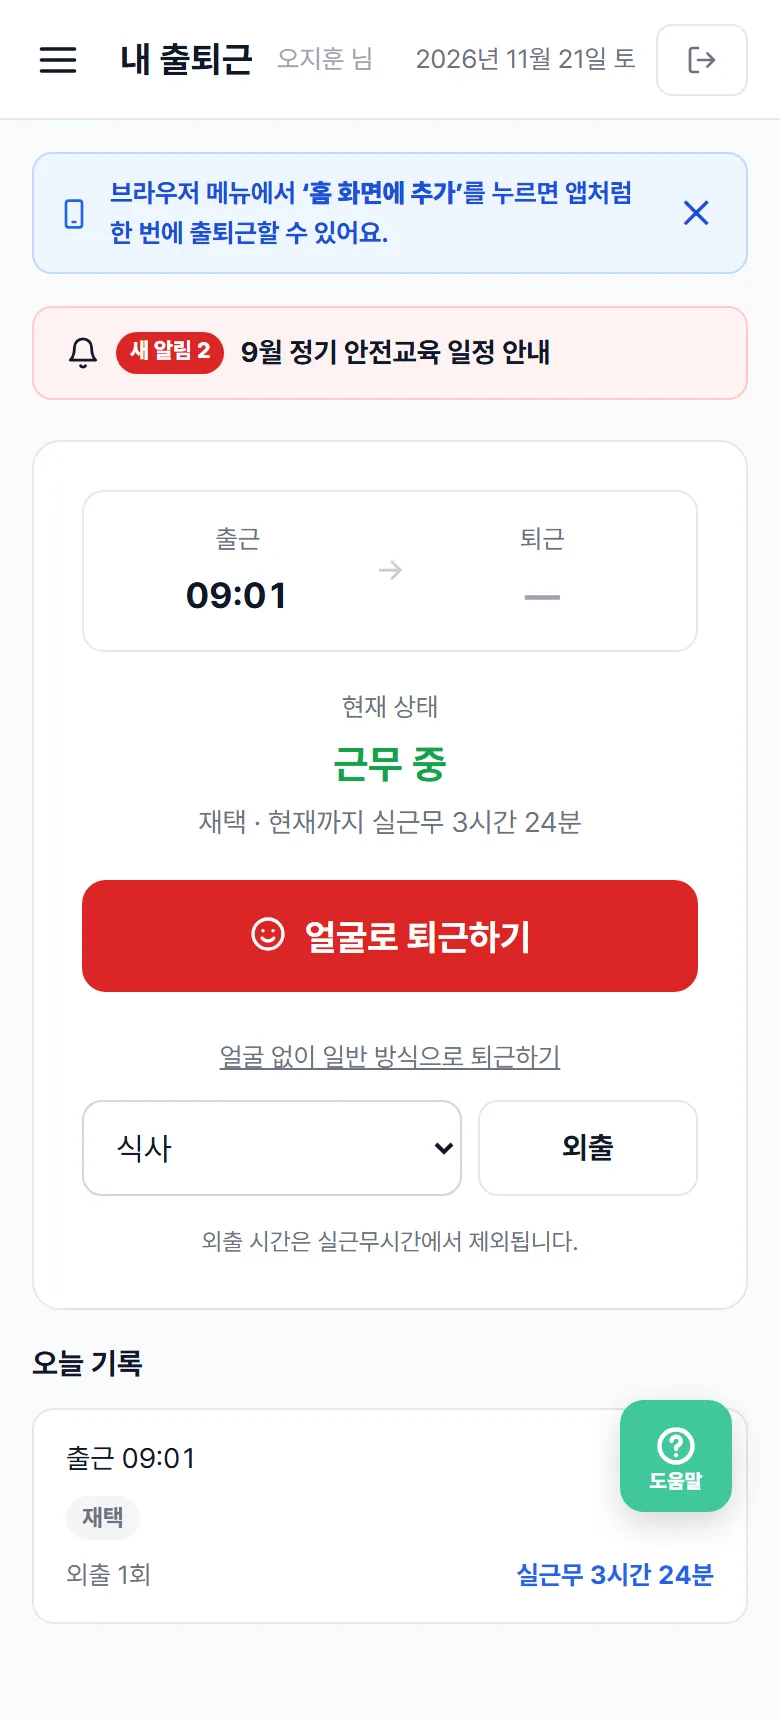 내 출퇴근 오지훈 님 2026년 11월 21일 토
브라우저 메뉴에서 ‘홈 화면에 추가’를 누르면 앱처럼
한 번에 출퇴근할 수 있어요.
새 알림 2 9월 정기 안전교육 일정 안내
출근 퇴근
09:01 —
현재 상태
근무 중
재택 · 현재까지 실근무 3시간 24분
얼굴로 퇴근하기
얼굴 없이 일반 방식으로 퇴근하기
식사 외출
외출 시간은 실근무시간에서 제외됩니다.
오늘 기록
출근 09:01
도움말
재택
외출 1회 실근무 3시간 24분